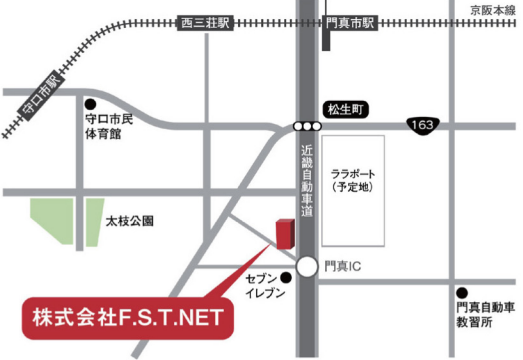 京阪本線
西三荘駅
門真市駅
守口市駅
守口市民
体育館
松生町
163
近畿自動車道
ララポート
(予定地)
太枝公園
門真IC
セブン
イレブン
株式会社F.S.T.NET
門真自動車
教習所